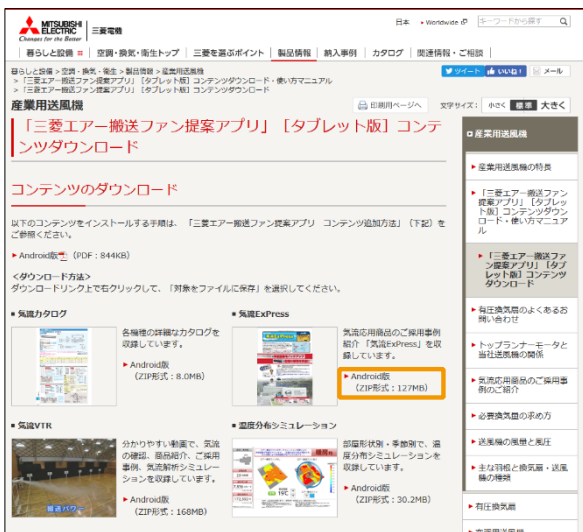 MITSUBISHI ELECTRIC
Changes for the Better
三菱電機
日本 ▸Worldwide
キーワードから探す
暮らしと設備
空調・換気・衛生トップ
三菱を選ぶポイント
製品情報
納入事例
カタログ
関連情報・ご相談
暮らしと設備 > 空調・換気・衛生 > 製品情報 > 産業用送風機
> 「三菱エアー搬送ファン提案アプリ」［タブレット版］コンテンツダウンロード・使い方マニュアル
> 「三菱エアー搬送ファン提案アプリ」［タブレット版］コンテンツダウンロード
ツイート
いいね！
メール
産業用送風機
印刷用ページへ
文字サイズ： 小さく 標準 大きく
「三菱エアー搬送ファン提案アプリ」［タブレット版］コンテ
ンツダウンロード
コンテンツのダウンロード
以下のコンテンツをインストールする手順は、「三菱エアー搬送ファン提案アプリ コンテンツ追加方法」（下記）を
ご参照ください。
Android版 (PDF：844KB)
<ダウンロード方法>
ダウンロードリンク上で右クリックして、「対象をファイルに保存」を選択してください。
■ 気流カタログ
各機種の詳細なカタログを
収録しています。
Android版
（ZIP形式：8.0MB）
■ 気流ExPress
気流応用商品のご採用事例
紹介「気流ExPress」を収
録しています。
Android版
（ZIP形式：127MB）
■ 気流VTR
搬送パワー
分かりやすい動画で、気流
の確認、商品紹介、ご採用
事例、気流解析シミュレー
ションを収録しています。
Android版
（ZIP形式：168MB）
■ 温度分布シミュレーション
部屋形状別・季節別で、温
度分布シミュレーションを
収録しています。
Android版
（ZIP形式：30.2MB）
産業用送風機
産業用送風機の特長
「三菱エアー搬送ファン
提案アプリ」［タブレッ
ト版］コンテンツダウン
ロード・使い方マニュア
ル
「三菱エアー搬送ファ
ン提案アプリ」［タブ
レット版］コンテンツ
ダウンロード
有圧換気扇のよくあるお
問い合わせ
トップランナーモータと
当社送風機の関係
気流応用商品のご採用事
例のご紹介
必要換気量の求め方
送風機の風量と風圧
主な羽根と換気扇・送風
機の種類
有圧換気扇